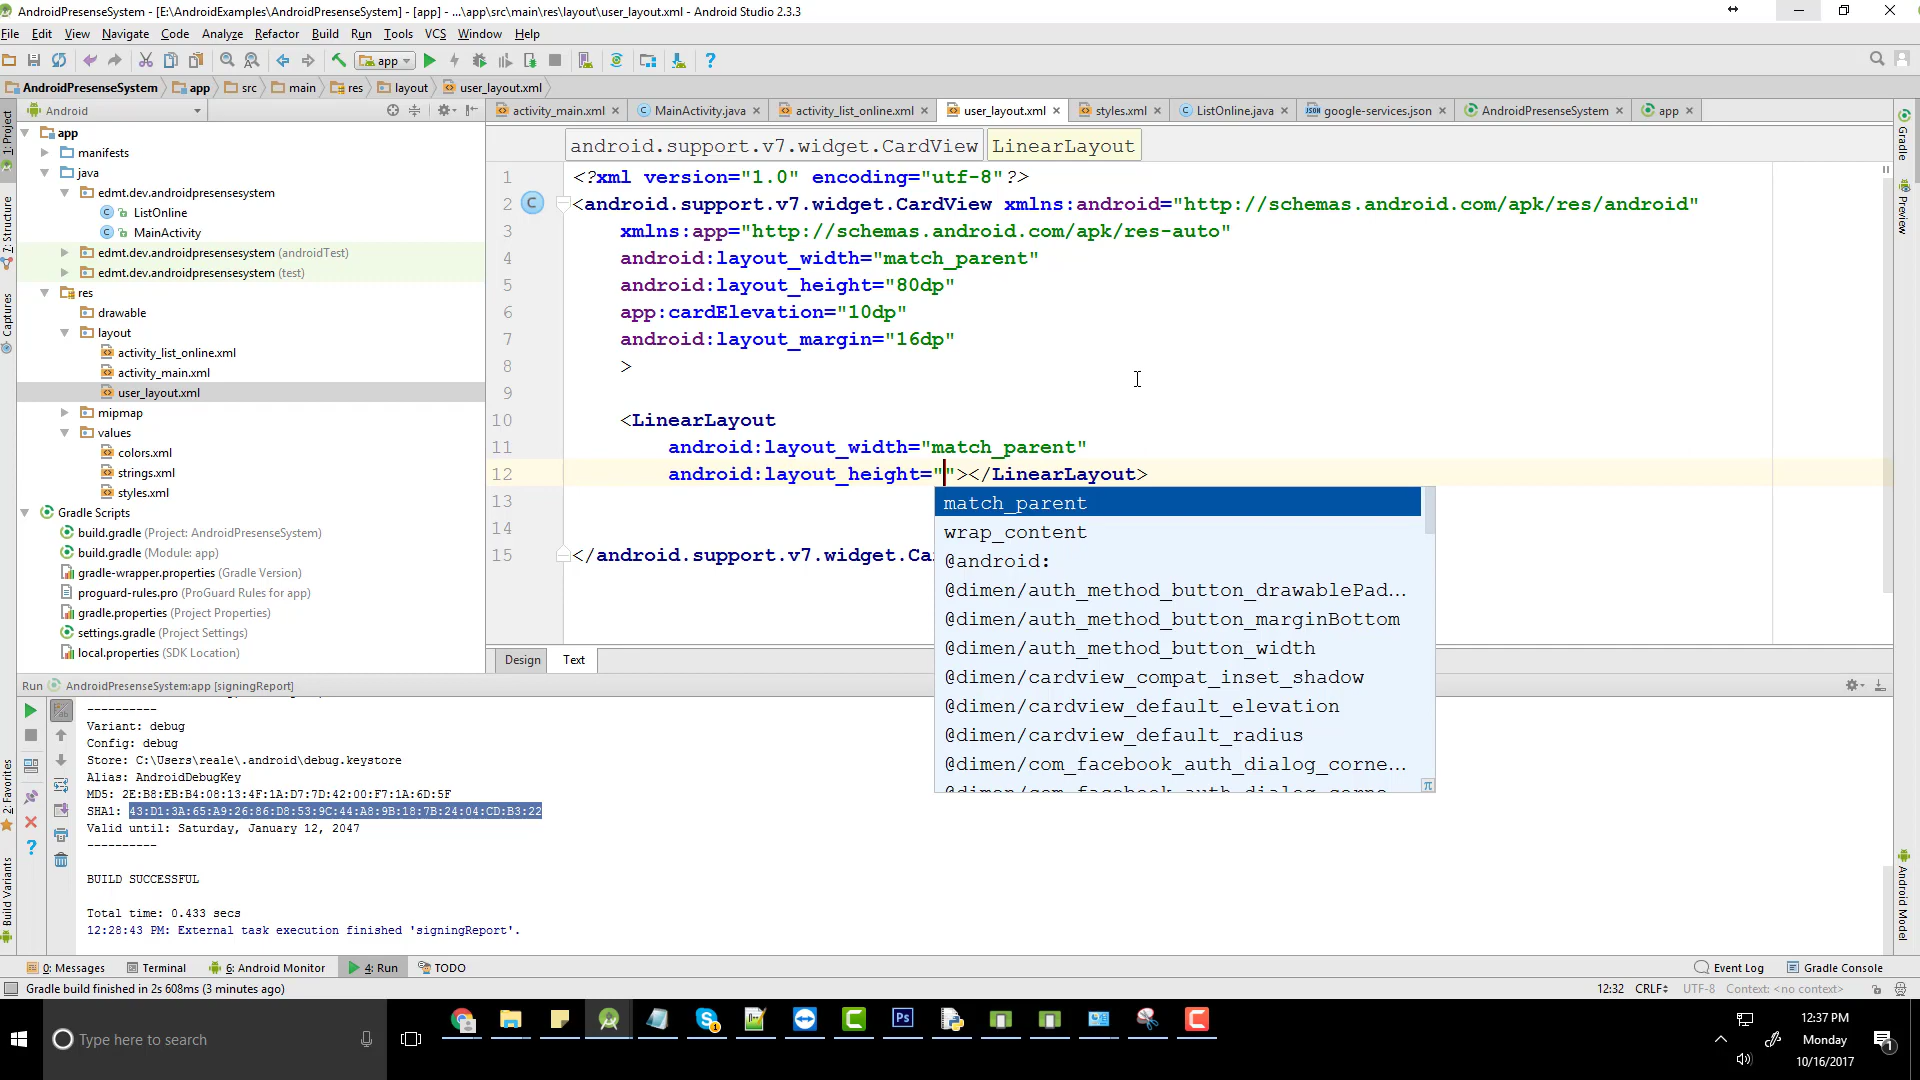 AndroidPresenseSystem - [E:\AndroidExamples\AndroidPresenseSystem] - [app] - ...\app\src\main\res\layout\user_layout.xml - Android Studio 2.3.3
File Edit View Navigate Code Analyze Refactor Build Run Tools VCS Window Help
app
AndroidPresenseSystem app src main res layout user_layout.xml
Android
activity_main.xml MainActivity.java activity_list_online.xml user_layout.xml styles.xml ListOnline.java google-services.json AndroidPresenseSystem app
android.support.v7.widget.CardView LinearLayout
1: Project
7: Structure
Captures
2: Favorites
Build Variants
app
manifests
java
edmt.dev.androidpresensesystem
ListOnline
MainActivity
edmt.dev.androidpresensesystem (androidTest)
edmt.dev.androidpresensesystem (test)
res
drawable
layout
activity_list_online.xml
activity_main.xml
user_layout.xml
mipmap
values
colors.xml
strings.xml
styles.xml
Gradle Scripts
build.gradle (Project: AndroidPresenseSystem)
build.gradle (Module: app)
gradle-wrapper.properties (Gradle Version)
proguard-rules.pro (ProGuard Rules for app)
gradle.properties (Project Properties)
settings.gradle (Project Settings)
local.properties (SDK Location)
1 <?xml version="1.0" encoding="utf-8"?>
2 <android.support.v7.widget.CardView xmlns:android="http://schemas.android.com/apk/res/android"
3 xmlns:app="http://schemas.android.com/apk/res-auto"
4 android:layout_width="match_parent"
5 android:layout_height="80dp"
6 app:cardElevation="10dp"
7 android:layout_margin="16dp"
8 >
9
10 <LinearLayout
11 android:layout_width="match_parent"
12 android:layout_height=""></LinearLayout>
13
14
15 </android.support.v7.widget.Ca
match_parent
wrap_content
@android:
@dimen/auth_method_button_drawablePad...
@dimen/auth_method_button_marginBottom
@dimen/auth_method_button_width
@dimen/cardview_compat_inset_shadow
@dimen/cardview_default_elevation
@dimen/cardview_default_radius
@dimen/com_facebook_auth_dialog_corne...
π
Design Text
Gradle
Preview
Android Model
Run AndroidPresenseSystem:app [signingReport]
----------
Variant: debug
Config: debug
Store: C:\Users\reale\.android\debug.keystore
Alias: AndroidDebugKey
MD5: 2E:B8:EB:B4:08:13:4F:1A:D7:7D:42:00:F7:1A:6D:5F
SHA1: 43:D1:3A:65:A9:26:86:D8:53:9C:44:A8:9B:18:7B:24:04:CD:B3:22
Valid until: Saturday, January 12, 2047
----------
BUILD SUCCESSFUL
Total time: 0.433 secs
12:28:43 PM: External task execution finished 'signingReport'.
0: Messages Terminal 6: Android Monitor 4: Run TODO Event Log Gradle Console
Gradle build finished in 2s 608ms (3 minutes ago) 12:32 CRLF UTF-8 Context: <no context>
Type here to search
12:37 PM
Monday
10/16/2017